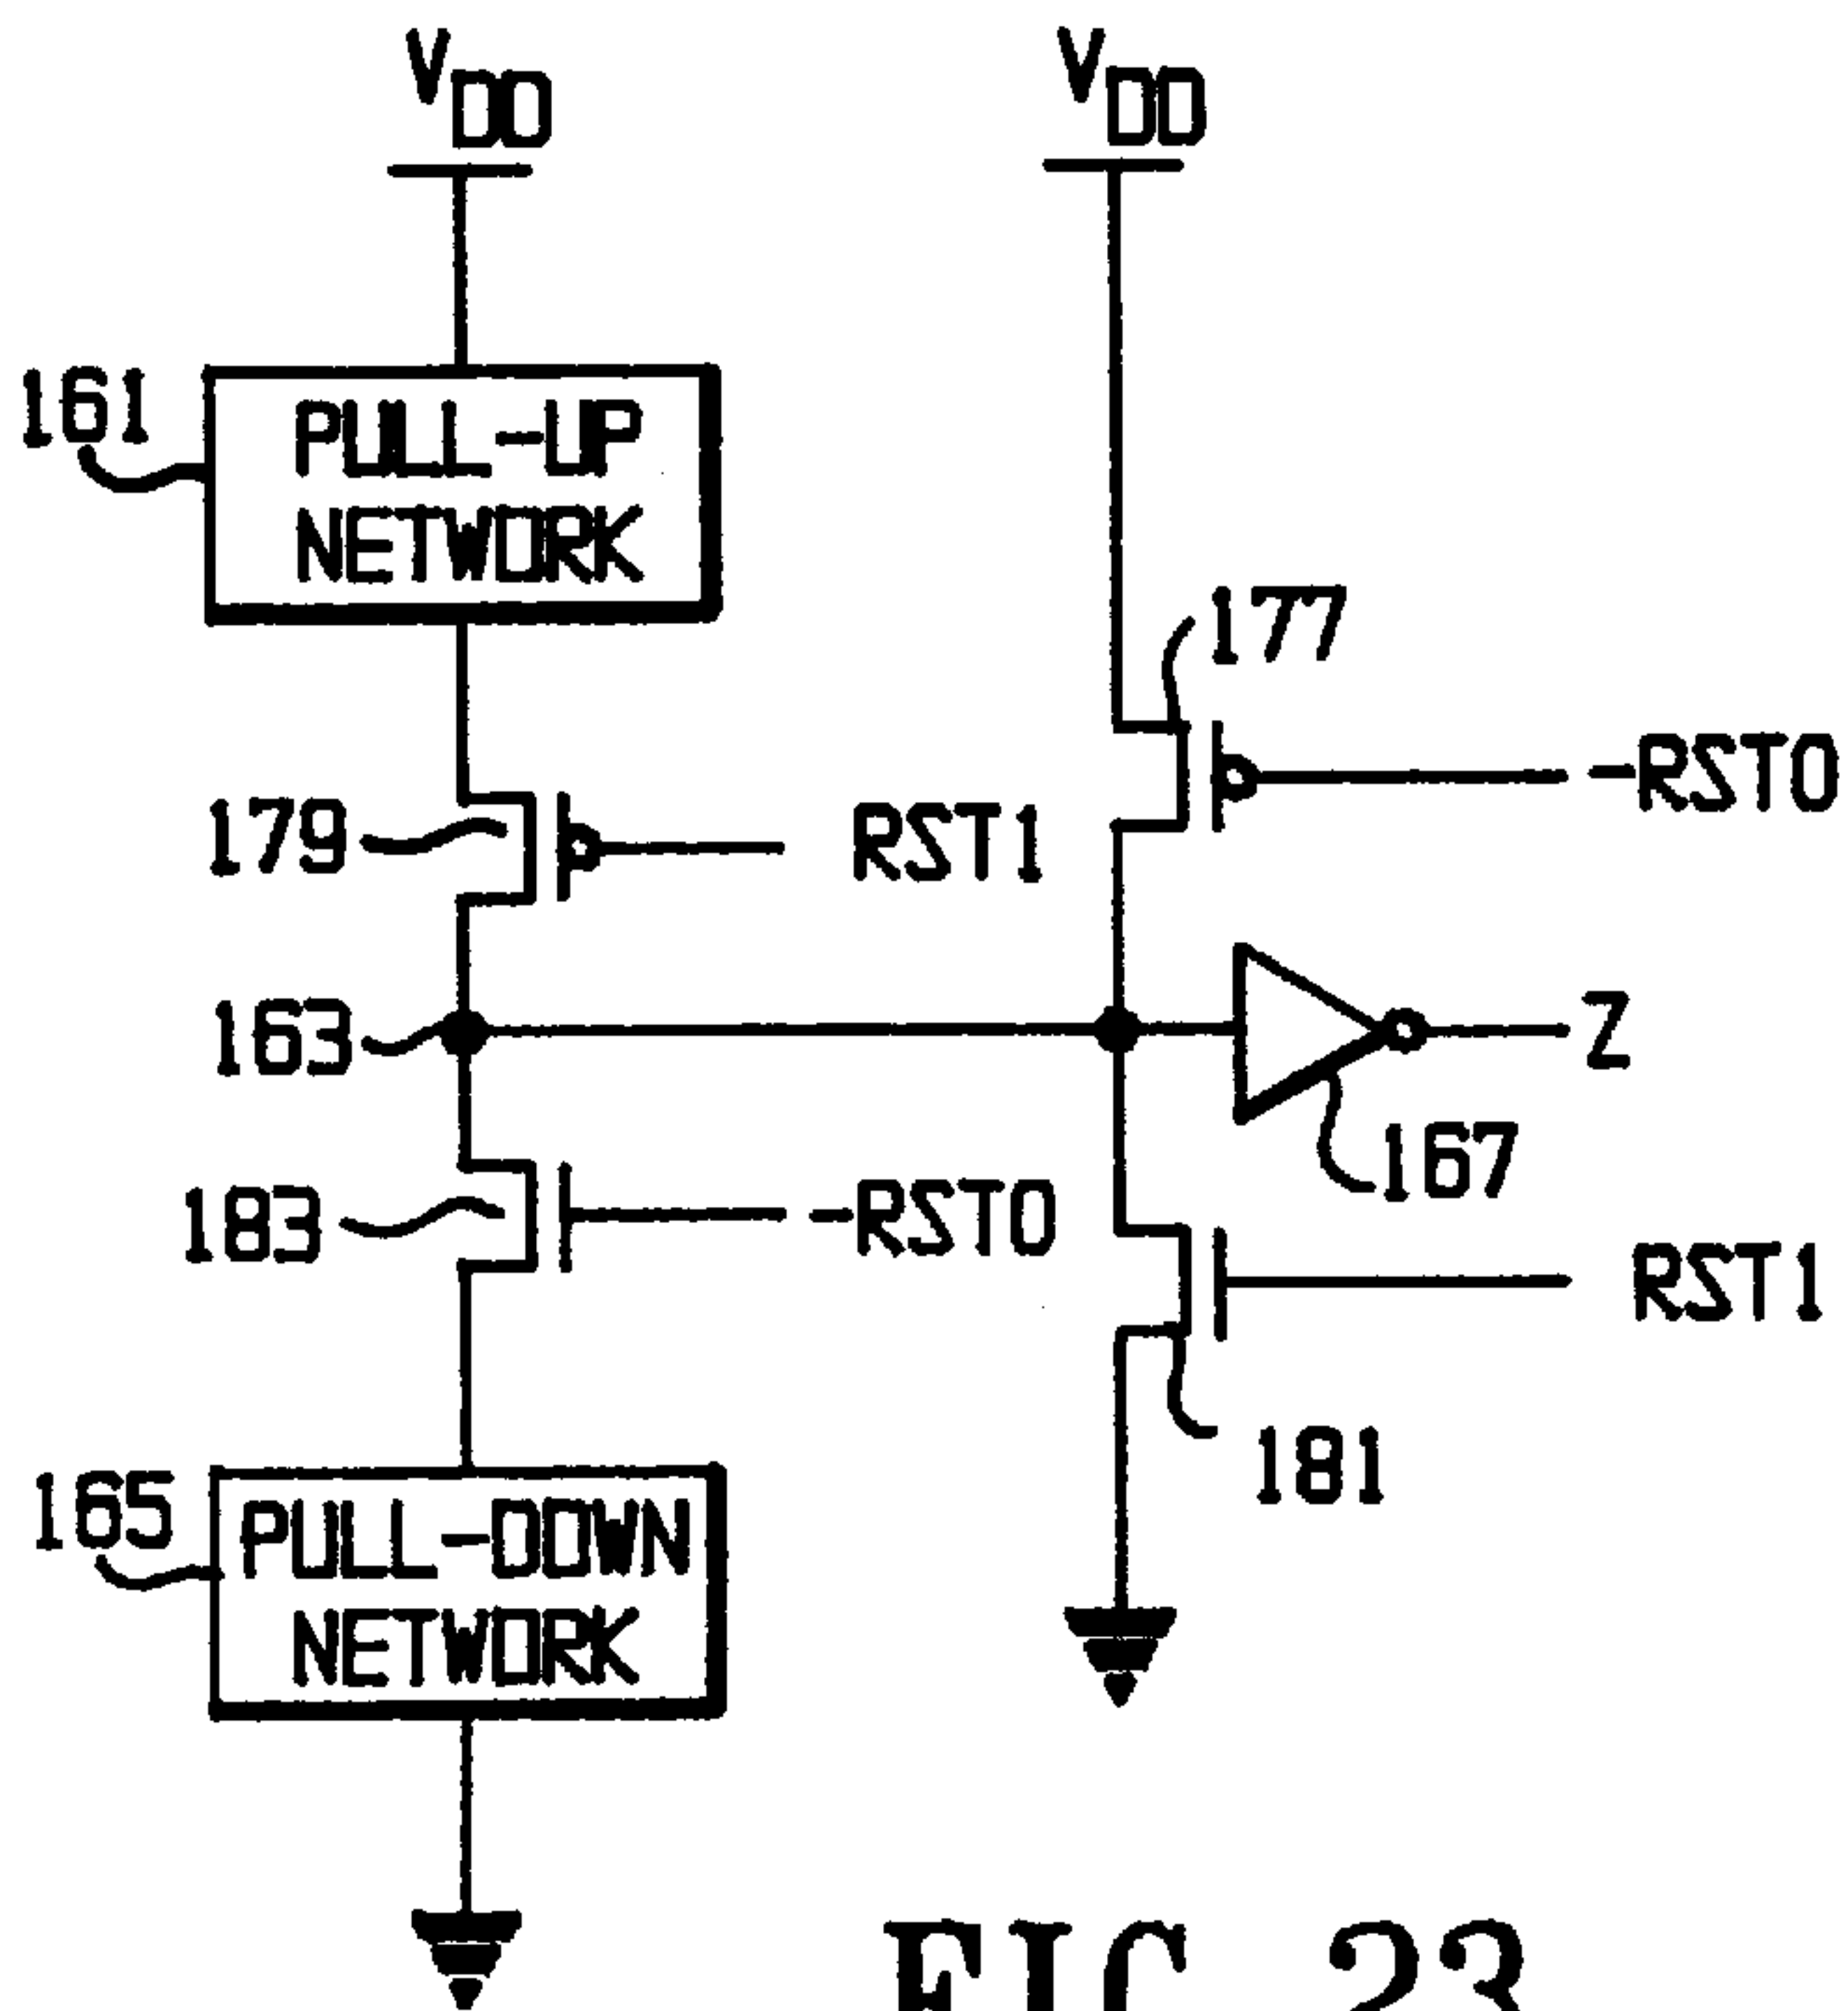 VDD
VDD
161
PULL-UP
NETWORK
177
-RST0
179
RST1
163
Z
167
183
-RST0
RST1
181
165
PULL-DOWN
NETWORK
FIG. 23